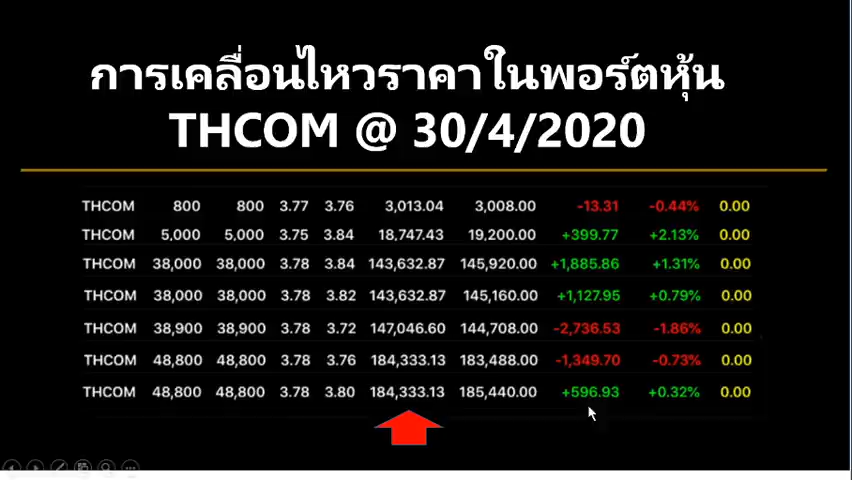 การเคลื่อนไหวราคาในพอร์ตหุ้น
THCOM @ 30/4/2020
THCOM 800 800 3.77 3.76 3,013.04 3,008.00 -13.31 -0.44% 0.00
THCOM 5,000 5,000 3.75 3.84 18,747.43 19,200.00 +399.77 +2.13% 0.00
THCOM 38,000 38,000 3.78 3.84 143,632.87 145,920.00 +1,885.86 +1.31% 0.00
THCOM 38,000 38,000 3.78 3.82 143,632.87 145,160.00 +1,127.95 +0.79% 0.00
THCOM 38,900 38,900 3.78 3.72 147,046.60 144,708.00 -2,736.53 -1.86% 0.00
THCOM 48,800 48,800 3.78 3.76 184,333.13 183,488.00 -1,349.70 -0.73% 0.00
THCOM 48,800 48,800 3.78 3.80 184,333.13 185,440.00 +596.93 +0.32% 0.00